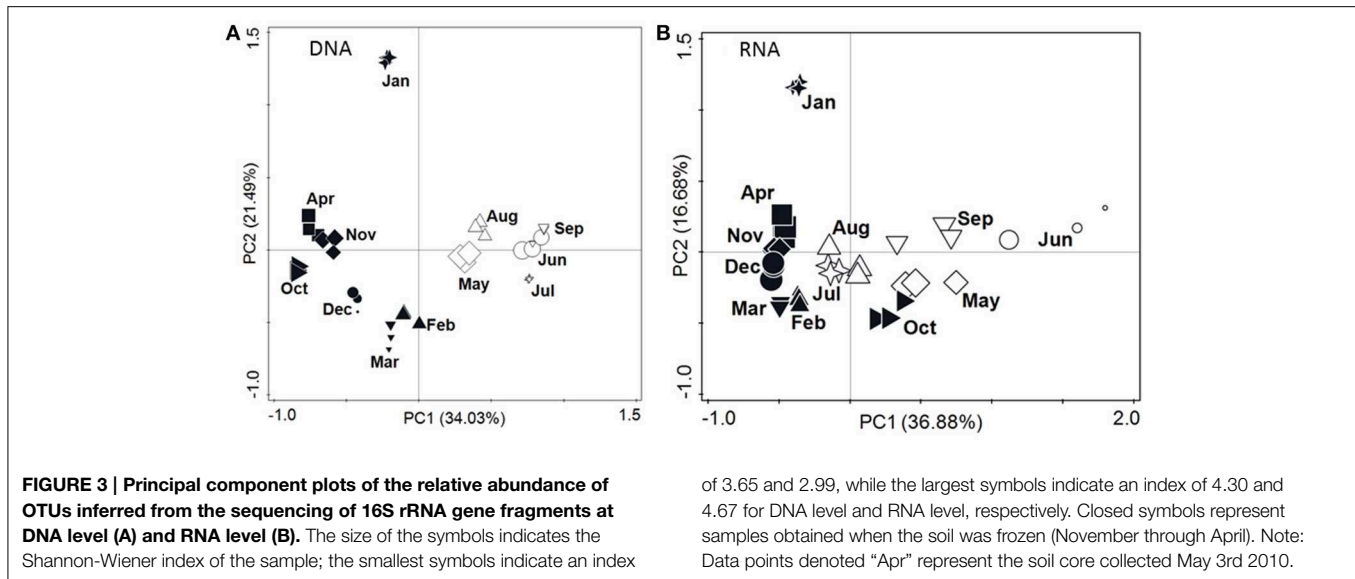 A
DNA
1.5
PC2 (21.49%)
-1.0
Jan
Apr
Nov
Oct
Dec
Mar
Feb
Aug
Sep
Jun
May
Jul
-1.0
PC1 (34.03%)
1.5
B
RNA
1.5
PC2 (16.68%)
-1.0
Jan
Apr
Nov
Dec
Mar
Feb
Aug
Jul
Sep
Jun
May
Oct
-1.0
PC1 (36.88%)
2.0
FIGURE 3 | Principal component plots of the relative abundance of
OTUs inferred from the sequencing of 16S rRNA gene fragments at
DNA level (A) and RNA level (B). The size of the symbols indicates the
Shannon-Wiener index of the sample; the smallest symbols indicate an index
of 3.65 and 2.99, while the largest symbols indicate an index of 4.30 and
4.67 for DNA level and RNA level, respectively. Closed symbols represent
samples obtained when the soil was frozen (November through April). Note:
Data points denoted “Apr” represent the soil core collected May 3rd 2010.